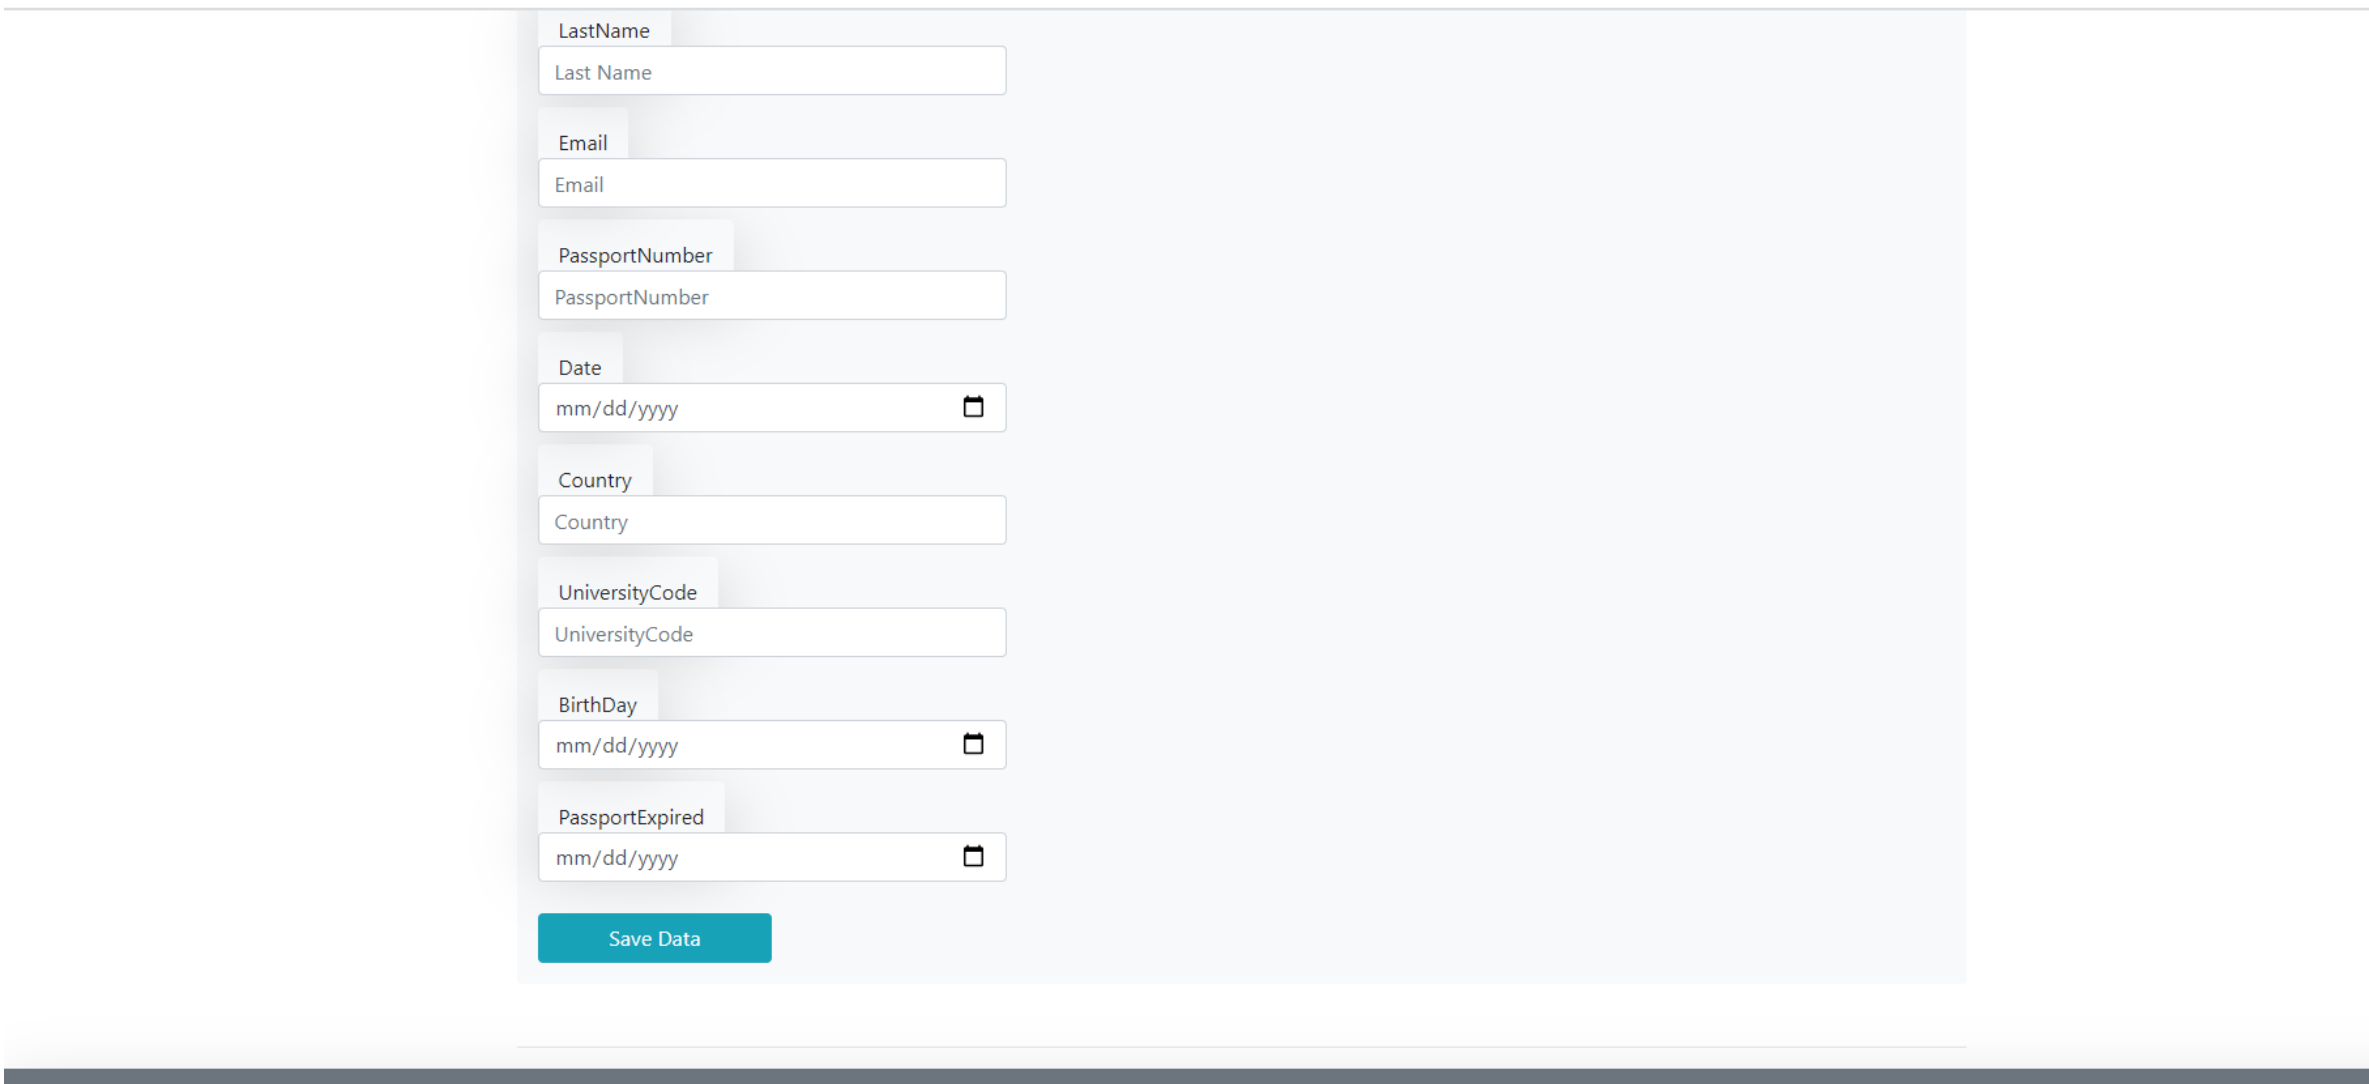 LastName
Last Name
Email
Email
PassportNumber
PassportNumber
Date
mm/dd/yyyy
Country
Country
UniversityCode
UniversityCode
BirthDay
mm/dd/yyyy
PassportExpired
mm/dd/yyyy
Save Data